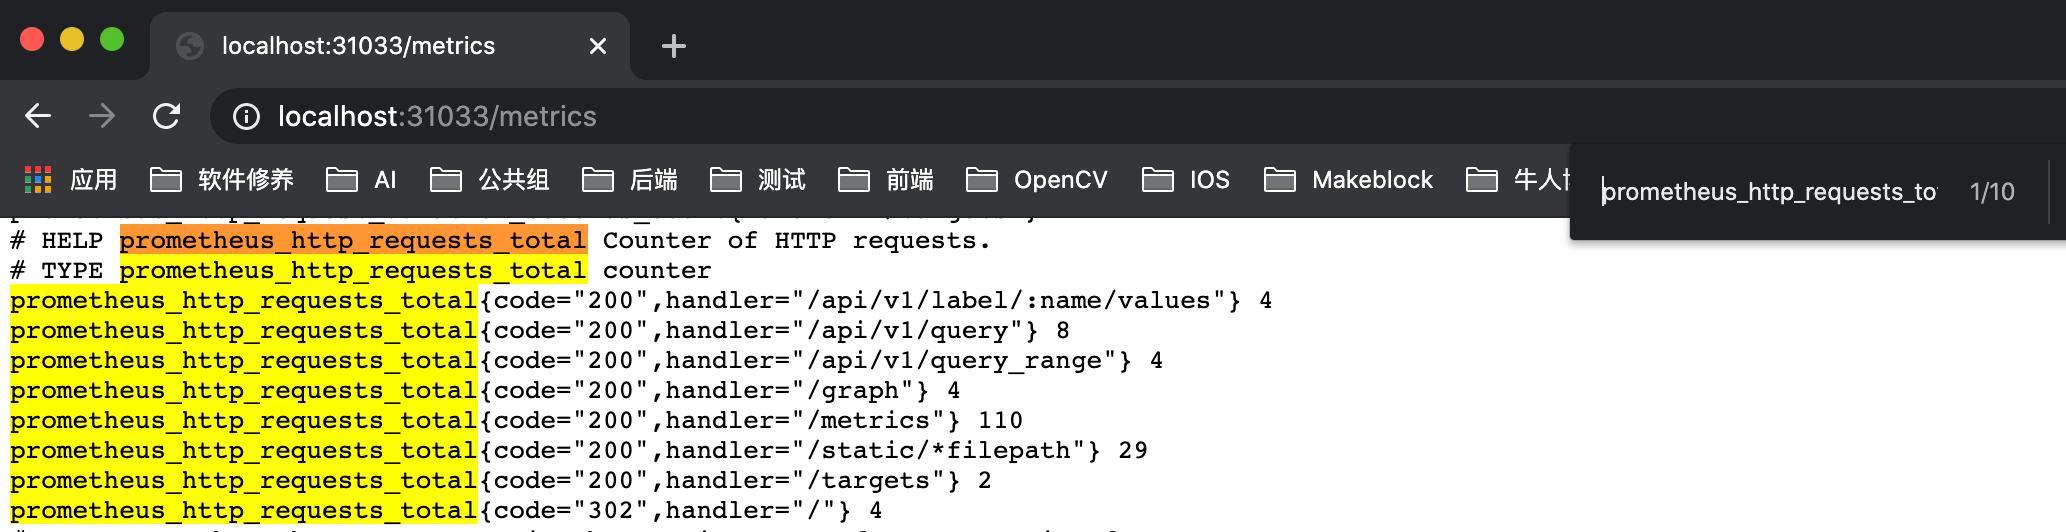 localhost:31033/metrics
localhost:31033/metrics
应用 软件修养 AI 公共组 后端 测试 前端 OpenCV IOS Makeblock 牛人
prometheus_http_requests_to 1/10
# HELP prometheus_http_requests_total Counter of HTTP requests.
# TYPE prometheus_http_requests_total counter
prometheus_http_requests_total{code="200",handler="/api/v1/label/:name/values"} 4
prometheus_http_requests_total{code="200",handler="/api/v1/query"} 8
prometheus_http_requests_total{code="200",handler="/api/v1/query_range"} 4
prometheus_http_requests_total{code="200",handler="/graph"} 4
prometheus_http_requests_total{code="200",handler="/metrics"} 110
prometheus_http_requests_total{code="200",handler="/static/*filepath"} 29
prometheus_http_requests_total{code="200",handler="/targets"} 2
prometheus_http_requests_total{code="302",handler="/"} 4